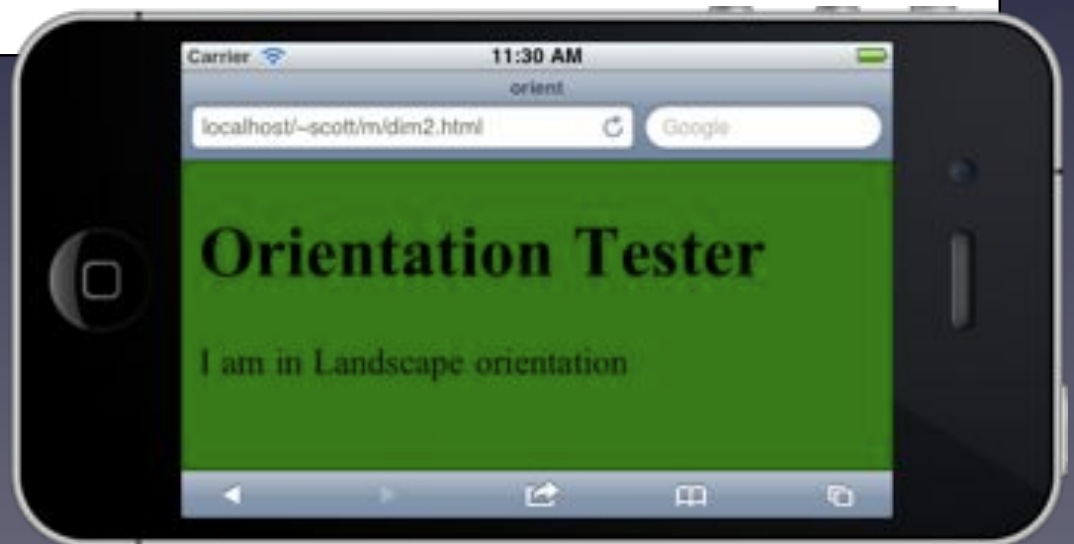 Carrier 11:30 AM
orient
localhost/~scott/m/dim2.html Google
Orientation Tester
I am in Landscape orientation